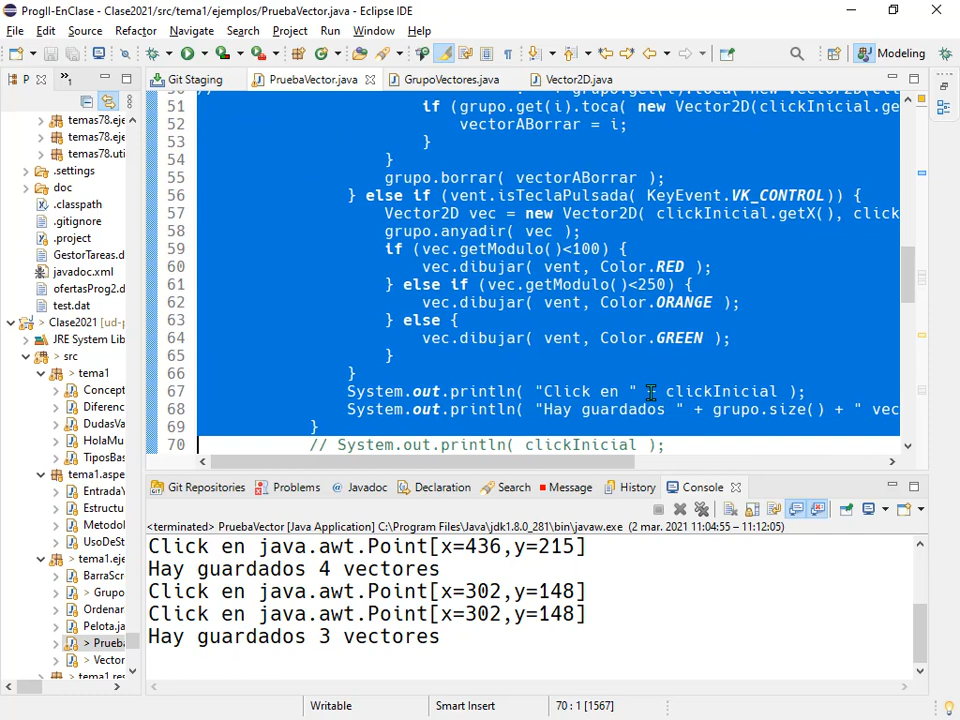 ProgII-EnClase - Clase2021/src/tema1/ejemplos/PruebaVector.java - Eclipse IDE
File Edit Source Refactor Navigate Search Project Run Window Help
Modeling
P Git Staging PruebaVector.java GrupoVectores.java Vector2D.java
temas78.eje
temas78.eje
temas78.uti
.settings
doc
.classpath
.gitignore
.project
GestorTareas.d
javadoc.xml
ofertasProg2.d
test.dat
Clase2021 [ud-p
JRE System Lib
src
tema1
Concept
Diferenc
DudasVa
HolaMu
TiposBas
tema1.aspe
EntradaY
Estructu
Metodol
UsoDeSt
tema1.eje
BarraScr
Grupo
Ordenar
Pelota.ja
> Prueb
> Vector
tema1.res
51 if (grupo.get(i).toca( new Vector2D(clickInicial.ge
52 vectorABorrar = i;
53 }
54 }
55 grupo.borrar( vectorABorrar );
56 } else if (vent.isTeclaPulsada( KeyEvent.VK_CONTROL)) {
57 Vector2D vec = new Vector2D( clickInicial.getX(), click
58 grupo.anyadir( vec );
59 if (vec.getModulo()<100) {
60 vec.dibujar( vent, Color.RED );
61 } else if (vec.getModulo()<250) {
62 vec.dibujar( vent, Color.ORANGE );
63 } else {
64 vec.dibujar( vent, Color.GREEN );
65 }
66 }
67 System.out.println( "Click en " + clickInicial );
68 System.out.println( "Hay guardados " + grupo.size() + " vec
69 }
70 // System.out.println( clickInicial );
Git Repositories Problems Javadoc Declaration Search Message History Console
<terminated> PruebaVector [Java Application] C:\Program Files\Java\jdk1.8.0_281\bin\javaw.exe (2 mar. 2021 11:04:55 – 11:12:05)
Click en java.awt.Point[x=436,y=215]
Hay guardados 4 vectores
Click en java.awt.Point[x=302,y=148]
Click en java.awt.Point[x=302,y=148]
Hay guardados 3 vectores
Writable Smart Insert 70 : 1 [1567]